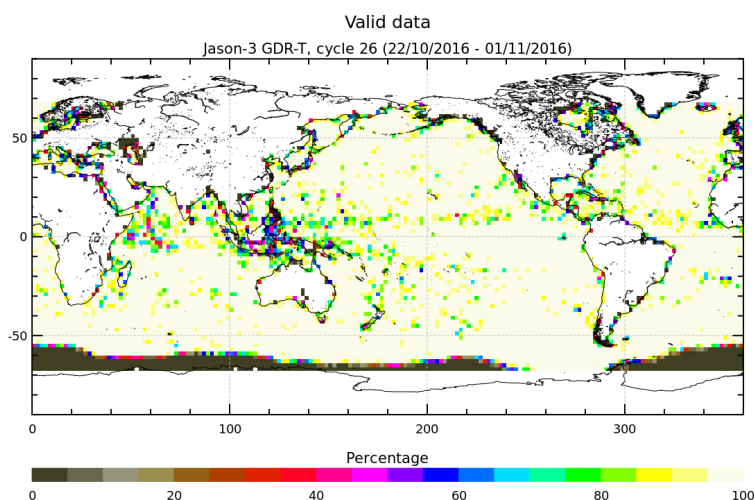 Valid data
Jason-3 GDR-T, cycle 26 (22/10/2016 - 01/11/2016)
50
0
-50
0 100 200 300
Percentage
0 20 40 60 80 100